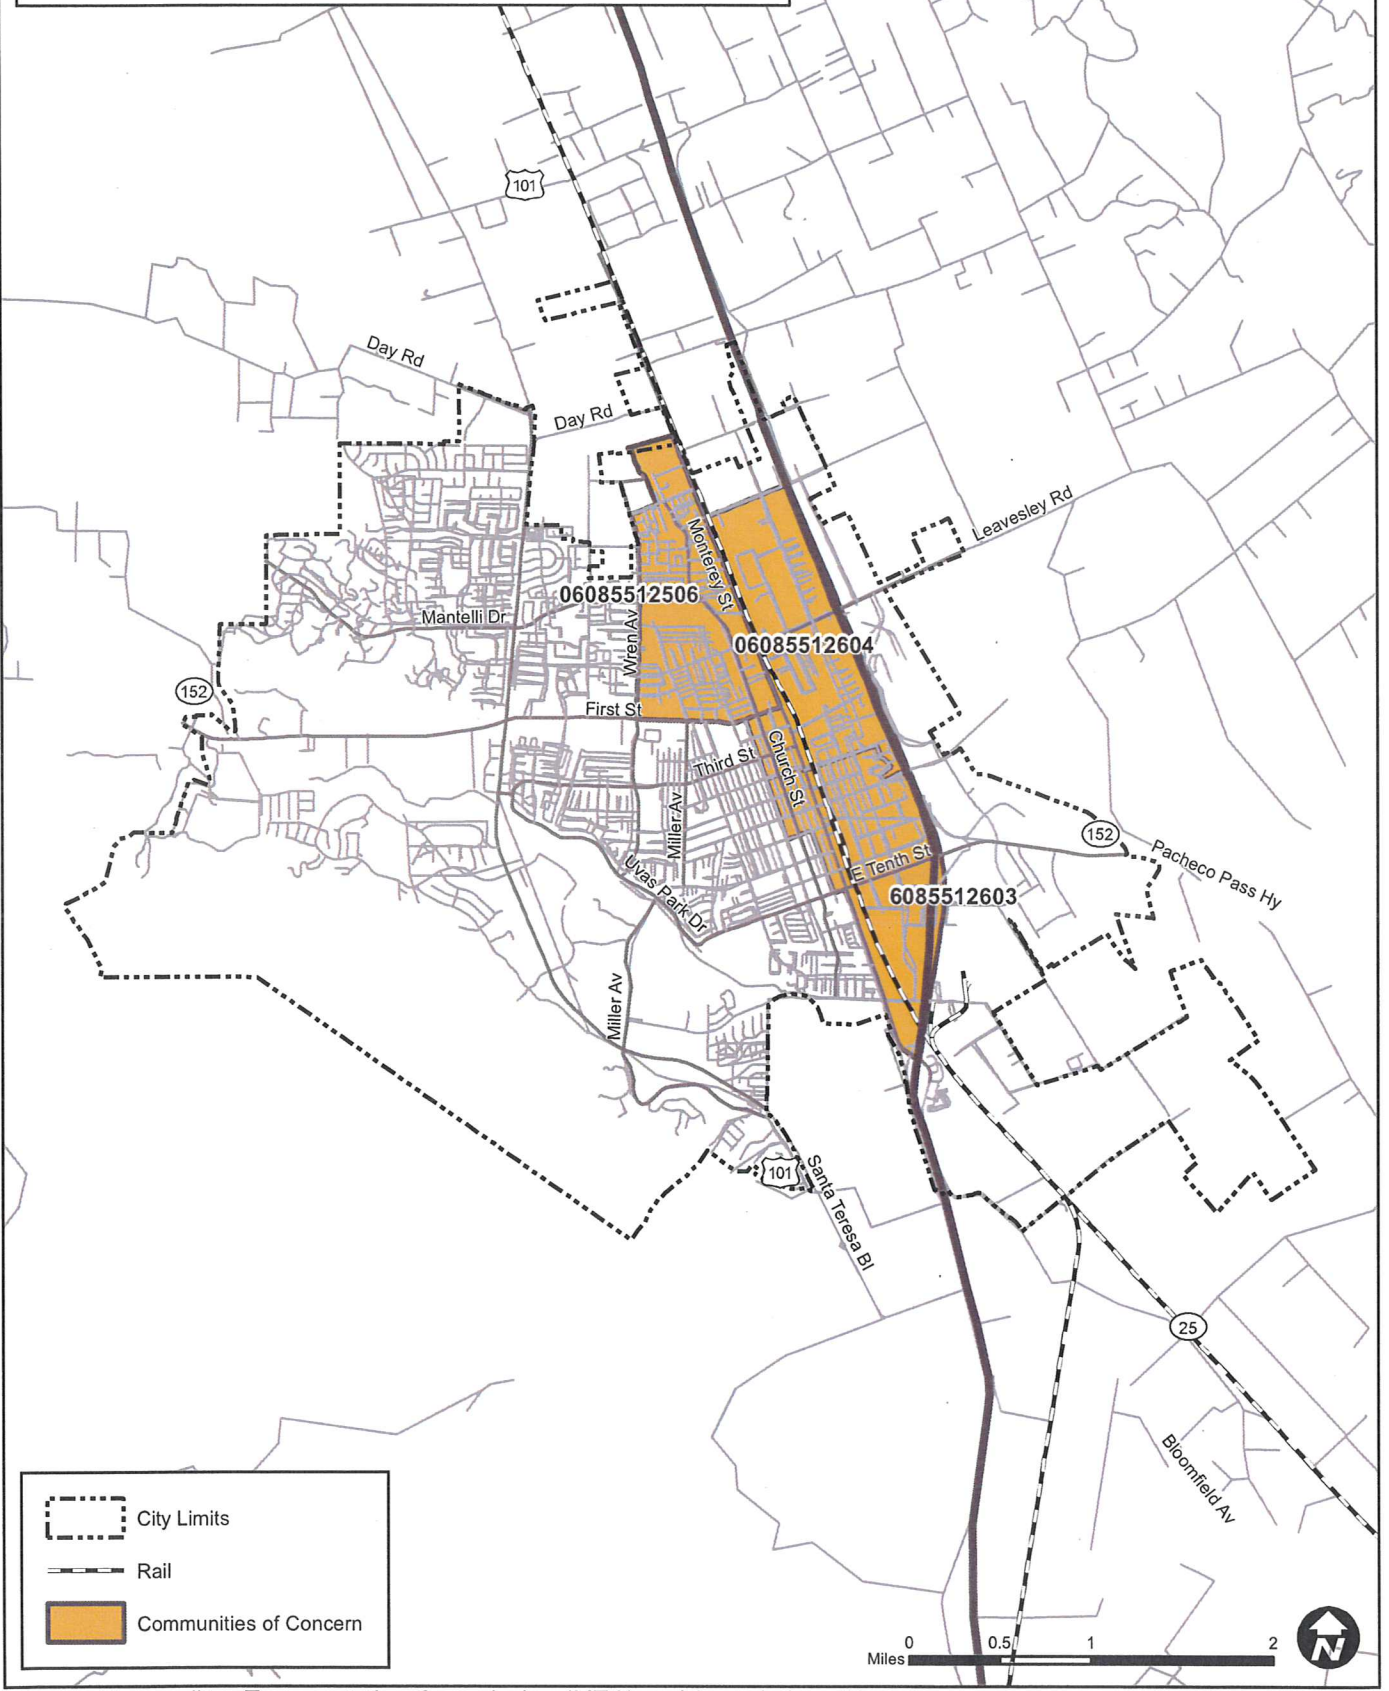 101
Day Rd
Day Rd
Leavesley Rd
Monterey St
06085512506
Mantelli Dr
Wren Av
06085512604
152
First St
Church St
Third St
Miller Av
152
Pacheco Pass Hy
E Tenth St
Uvas Park Dr
6085512603
Miller Av
101
Santa Teresa Bl
25
Bloomfield Av
City Limits
Rail
Communities of Concern
0 0.5 1 2
Miles
N